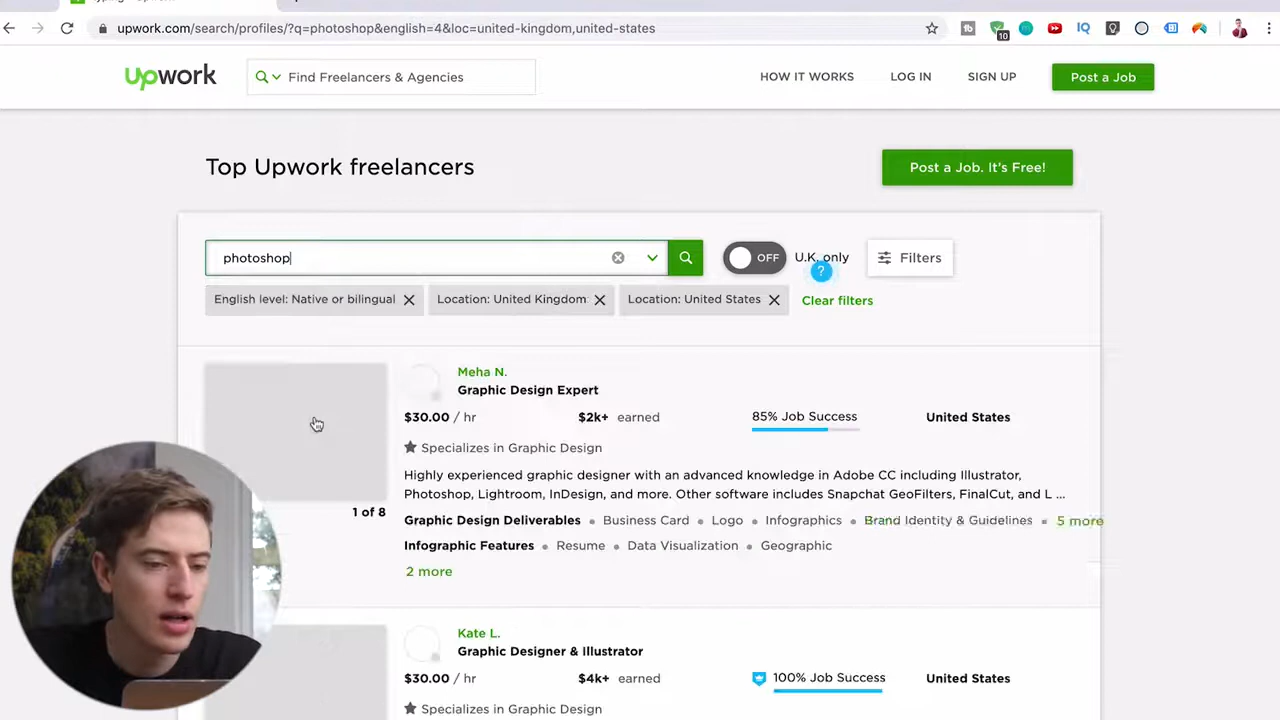 upwork.com/search/profiles/?q=photoshop&english=4&loc=united-kingdom,united-states
10
IQ
upwork
Find Freelancers & Agencies
HOW IT WORKS
LOG IN
SIGN UP
Post a Job
Top Upwork freelancers
Post a Job. It's Free!
photoshop
OFF
U.K. only
?
Filters
English level: Native or bilingual
Location: United Kingdom
Location: United States
Clear filters
Meha N.
Graphic Design Expert
$30.00 / hr
$2k+ earned
85% Job Success
United States
Specializes in Graphic Design
Highly experienced graphic designer with an advanced knowledge in Adobe CC including Illustrator,
Photoshop, Lightroom, InDesign, and more. Other software includes Snapchat GeoFilters, FinalCut, and L ...
1 of 8
Graphic Design Deliverables Business Card Logo Infographics Brand Identity & Guidelines 5 more
Infographic Features Resume Data Visualization Geographic
2 more
Kate L.
Graphic Designer & Illustrator
$30.00 / hr
$4k+ earned
100% Job Success
United States
Specializes in Graphic Design